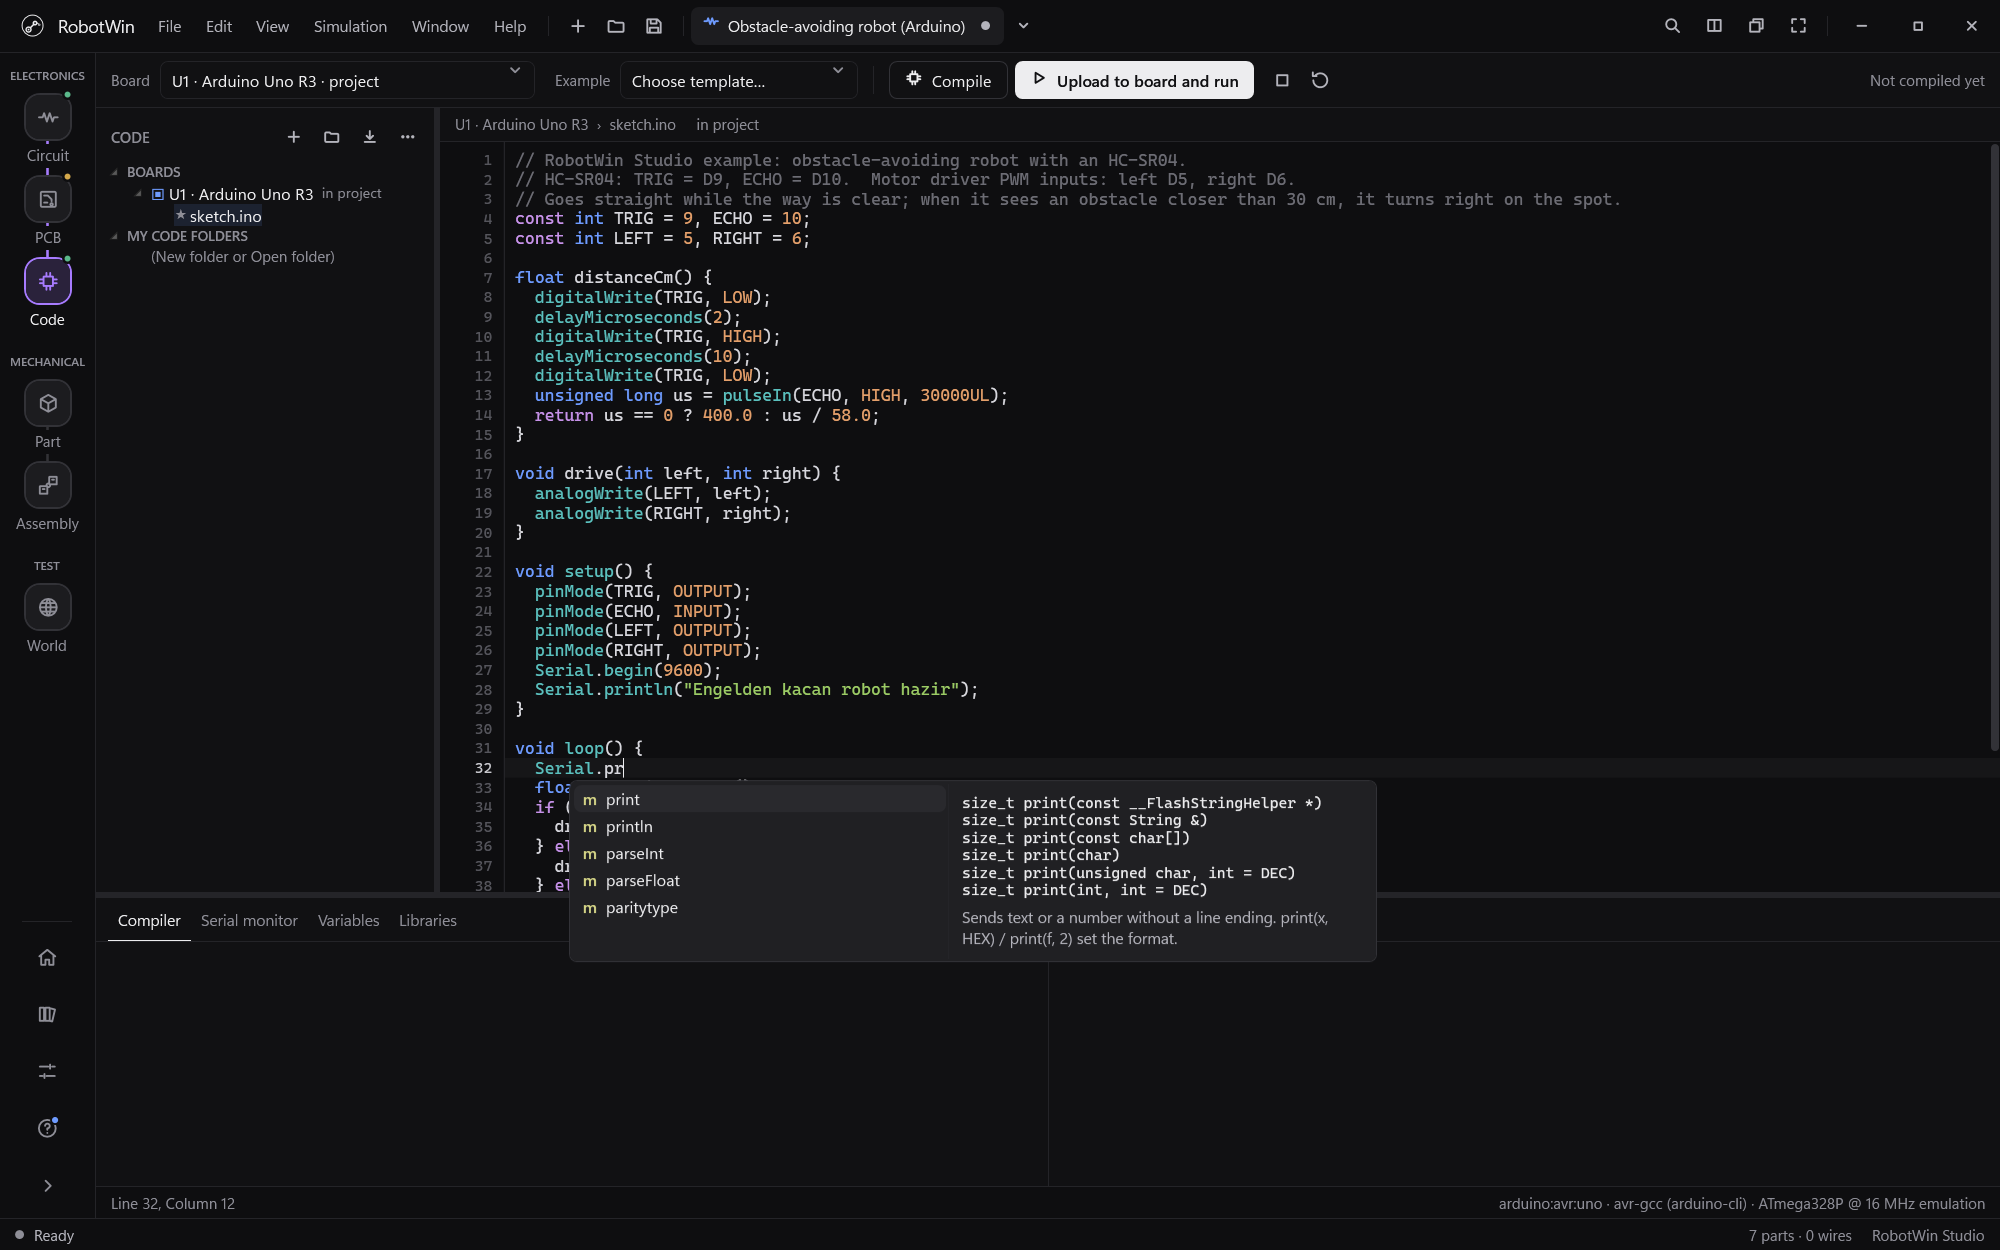 RobotWin File Edit View Simulation Window Help Obstacle-avoiding robot (Arduino)
ELECTRONICS
Circuit
PCB
Code
MECHANICAL
Part
Assembly
TEST
World
Board U1 · Arduino Uno R3 · project Example Choose template... Compile Upload to board and run Not compiled yet
CODE
BOARDS
U1 · Arduino Uno R3 in project
sketch.ino
MY CODE FOLDERS
(New folder or Open folder)
U1 · Arduino Uno R3 › sketch.ino in project
1 // RobotWin Studio example: obstacle-avoiding robot with an HC-SR04.
2 // HC-SR04: TRIG = D9, ECHO = D10.  Motor driver PWM inputs: left D5, right D6.
3 // Goes straight while the way is clear; when it sees an obstacle closer than 30 cm, it turns right on the spot.
4 const int TRIG = 9, ECHO = 10;
5 const int LEFT = 5, RIGHT = 6;
6
7 float distanceCm() {
8   digitalWrite(TRIG, LOW);
9   delayMicroseconds(2);
10   digitalWrite(TRIG, HIGH);
11   delayMicroseconds(10);
12   digitalWrite(TRIG, LOW);
13   unsigned long us = pulseIn(ECHO, HIGH, 30000UL);
14   return us == 0 ? 400.0 : us / 58.0;
15 }
16
17 void drive(int left, int right) {
18   analogWrite(LEFT, left);
19   analogWrite(RIGHT, right);
20 }
21
22 void setup() {
23   pinMode(TRIG, OUTPUT);
24   pinMode(ECHO, INPUT);
25   pinMode(LEFT, OUTPUT);
26   pinMode(RIGHT, OUTPUT);
27   Serial.begin(9600);
28   Serial.println("Engelden kacan robot hazir");
29 }
30
31 void loop() {
32   Serial.pr
33
34   if (
35
36   }
37
38   }
print
println
parseInt
parseFloat
paritytype
size_t print(const __FlashStringHelper *)
size_t print(const String &)
size_t print(const char[])
size_t print(char)
size_t print(unsigned char, int = DEC)
size_t print(int, int = DEC)
Sends text or a number without a line ending. print(x,
HEX) / print(f, 2) set the format.
Compiler Serial monitor Variables Libraries
Line 32, Column 12 arduino:avr:uno · avr-gcc (arduino-cli) · ATmega328P @ 16 MHz emulation
Ready 7 parts · 0 wires RobotWin Studio